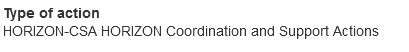 Type of action
HORIZON-CSA HORIZON Coordination and Support Actions